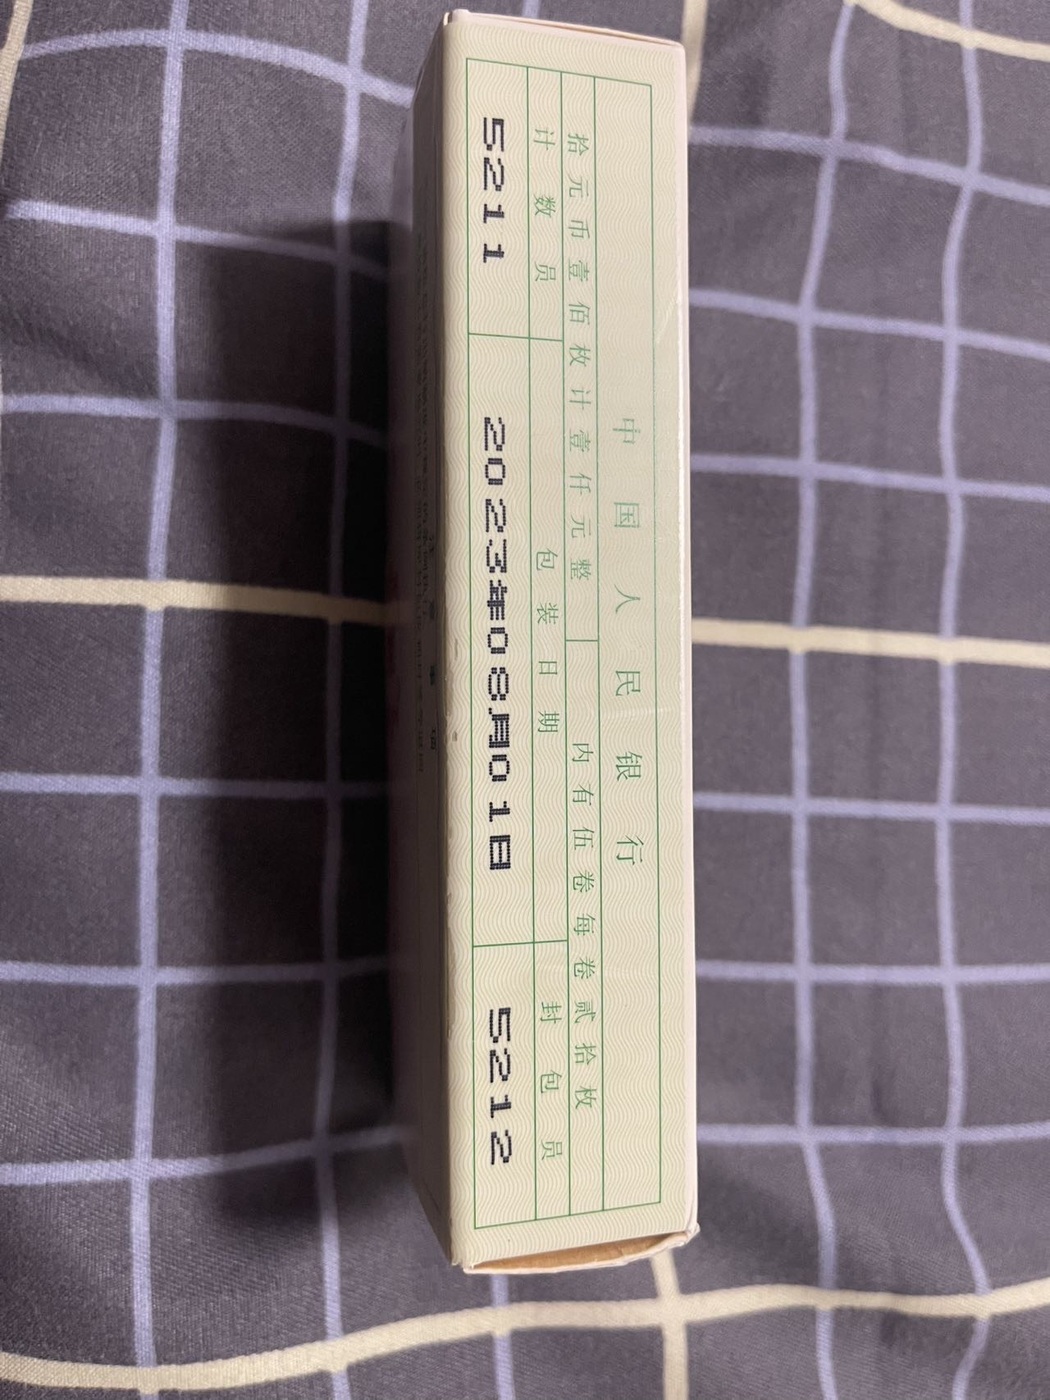 中国人民银行
拾元币壹佰枚计壹仟元整
内有伍卷每卷贰拾枚
计数员 包装日期 封包员
5211 2023年08月01日 5212